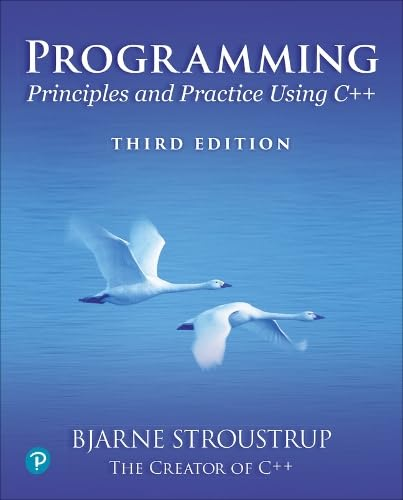 PROGRAMMING
Principles and Practice Using C++
THIRD EDITION
BJARNE STROUSTRUP
THE CREATOR OF C++
P